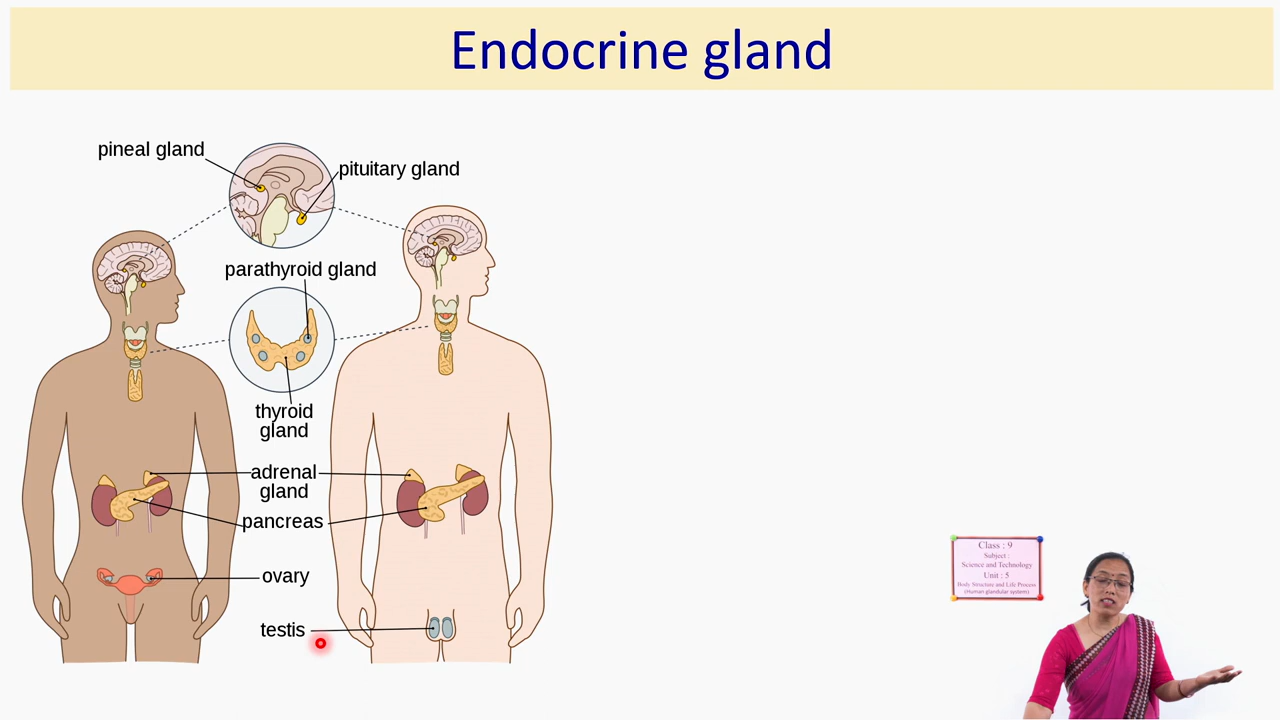 Endocrine gland
pineal gland
pituitary gland
parathyroid gland
thyroid
gland
adrenal
gland
pancreas
ovary
testis
Class : 9
Subject :
Science and Technology
Unit : 5
Body Structure and Life Process
(Human glandular system)